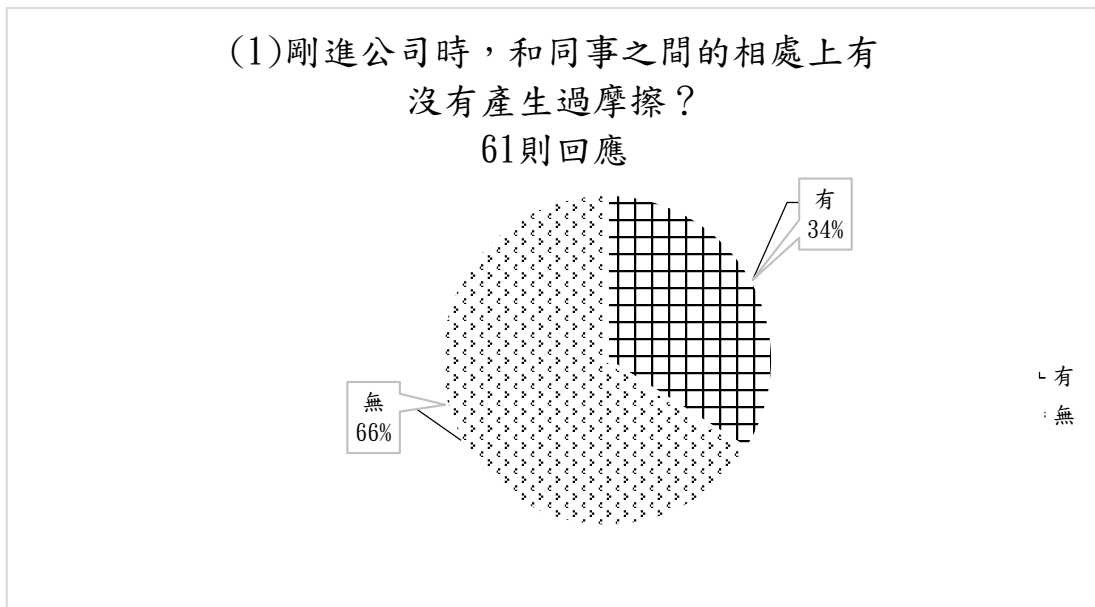 (1)剛進公司時，和同事之間的相處上有
沒有產生過摩擦？
61則回應
有
34%
無
66%
有
無